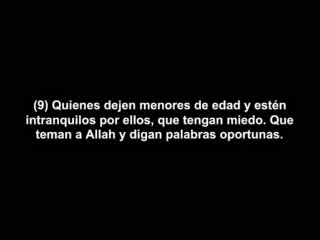 (9) Quienes dejen menores de edad y estén
intranquilos por ellos, que tengan miedo. Que
teman a Allah y digan palabras oportunas.